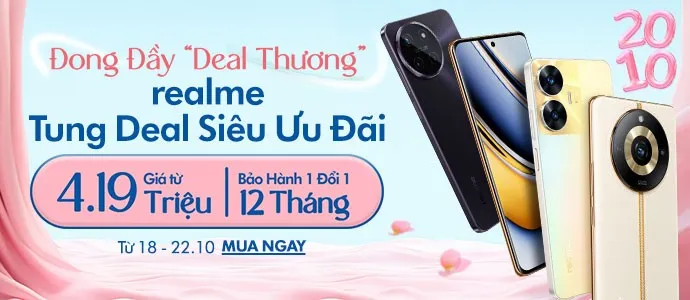 Đong Đầy “Deal Thương”
realme
Tung Deal Siêu Ưu Đãi
4.19 Giá từ Triệu
Bảo Hành 1 Đổi 1
12 Tháng
Từ 18 - 22.10 MUA NGAY
20
10